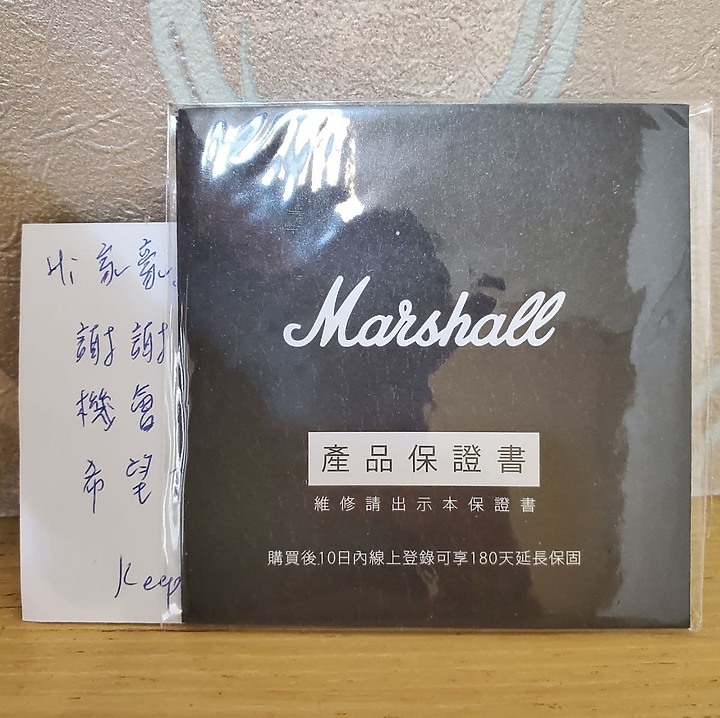 Hi
謝謝
機會
希望
Keep
Marshall
產品保證書
維修請出示本保證書
購買後10日內線上登錄可享180天延長保固